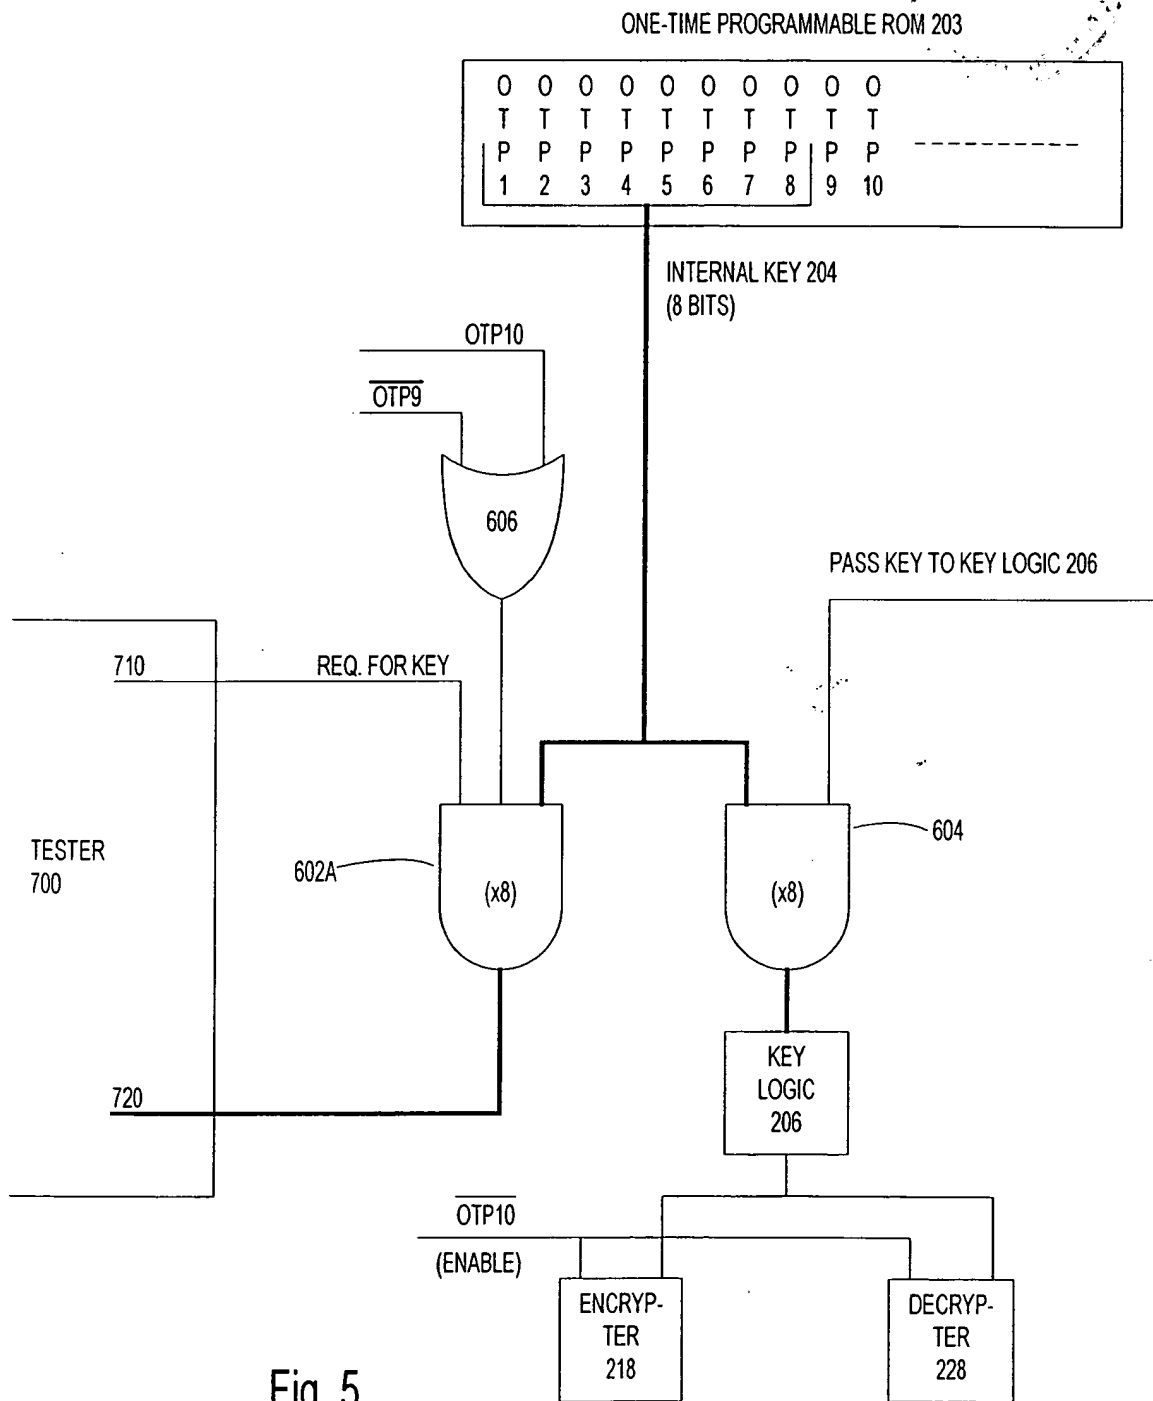 ONE-TIME PROGRAMMABLE ROM 203
O O O O O O O O O O
T T T T T T T T T T
P P P P P P P P P P
1 2 3 4 5 6 7 8 9 10
INTERNAL KEY 204
(8 BITS)
OTP10
OTP9
606
PASS KEY TO KEY LOGIC 206
710
REQ. FOR KEY
TESTER
700
602A
(x8)
(x8)
604
720
KEY
LOGIC
206
OTP10
(ENABLE)
ENCRYP-
TER
218
DECRYP-
TER
228
Fig. 5